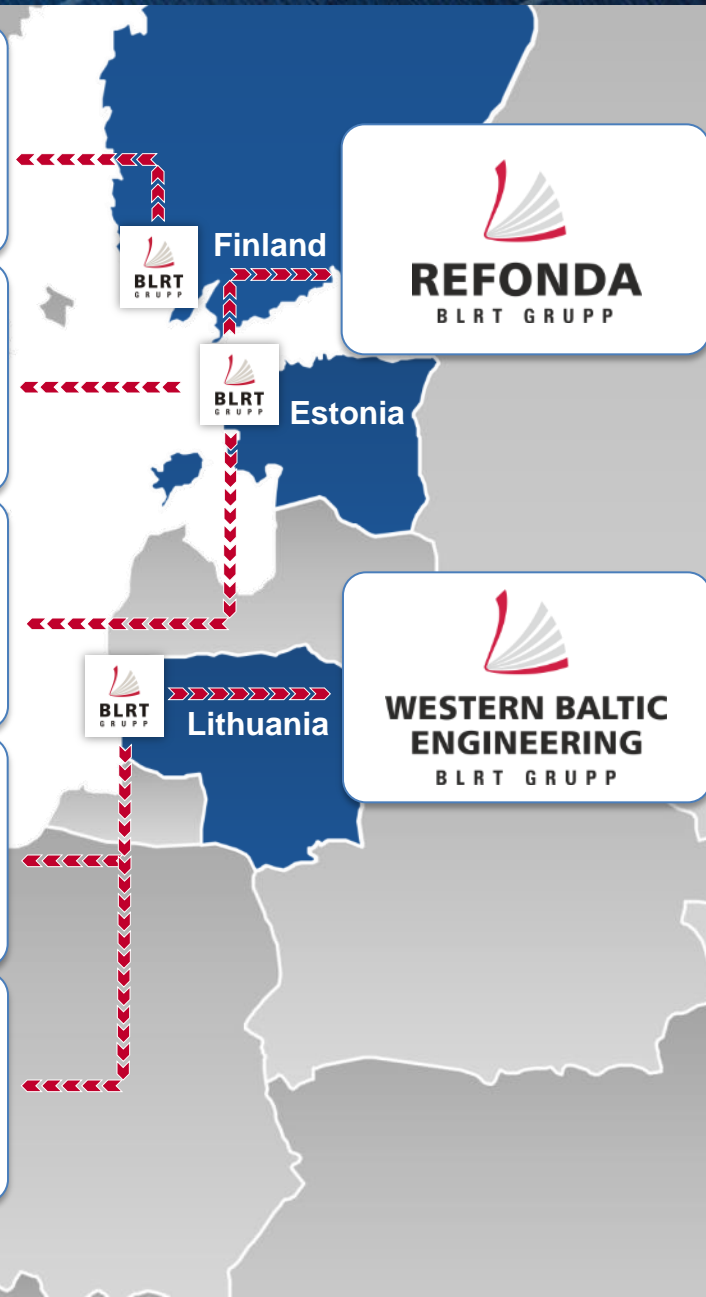 Finland
BLRT
GRUPP
REFONDA
BLRT GRUPP
BLRT
GRUPP
Estonia
BLRT
GRUPP
Lithuania
WESTERN BALTIC
ENGINEERING
BLRT GRUPP